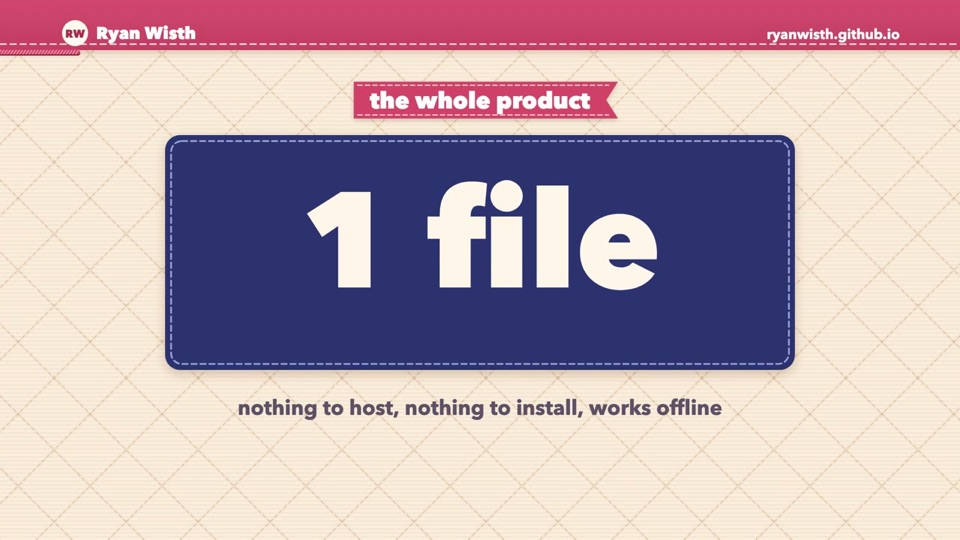 RW Ryan Wisth
ryanwisth.github.io
the whole product
1 file
nothing to host, nothing to install, works offline